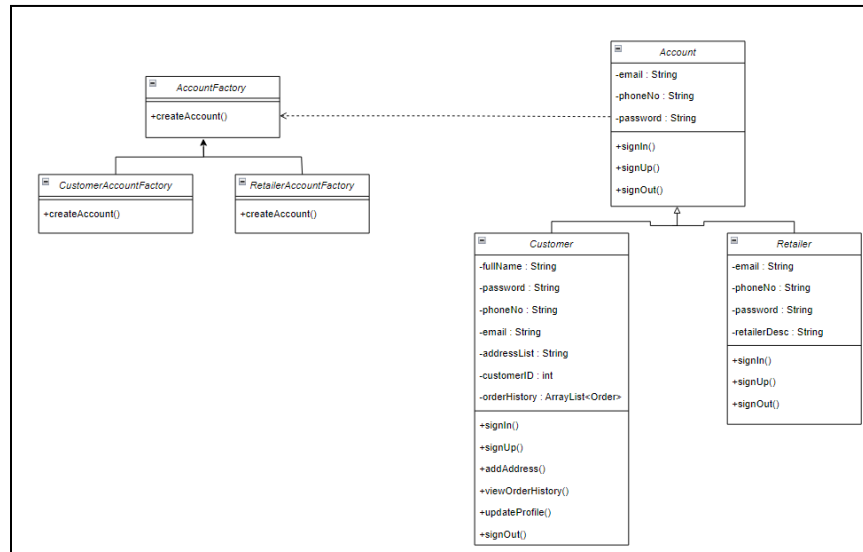 AccountFactory
+createAccount()
CustomerAccountFactory
+createAccount()
RetailerAccountFactory
+createAccount()
Account
-email : String
-phoneNo : String
-password : String
+signIn()
+signUp()
+signOut()
Customer
-fullName : String
-password : String
-phoneNo : String
-email : String
-addressList : String
-customerID : int
-orderHistory : ArrayList<Order>
+signIn()
+signUp()
+addAddress()
+viewOrderHistory()
+updateProfile()
+signOut()
Retailer
-email : String
-phoneNo : String
-password : String
-retailerDesc : String
+signIn()
+signUp()
+signOut()